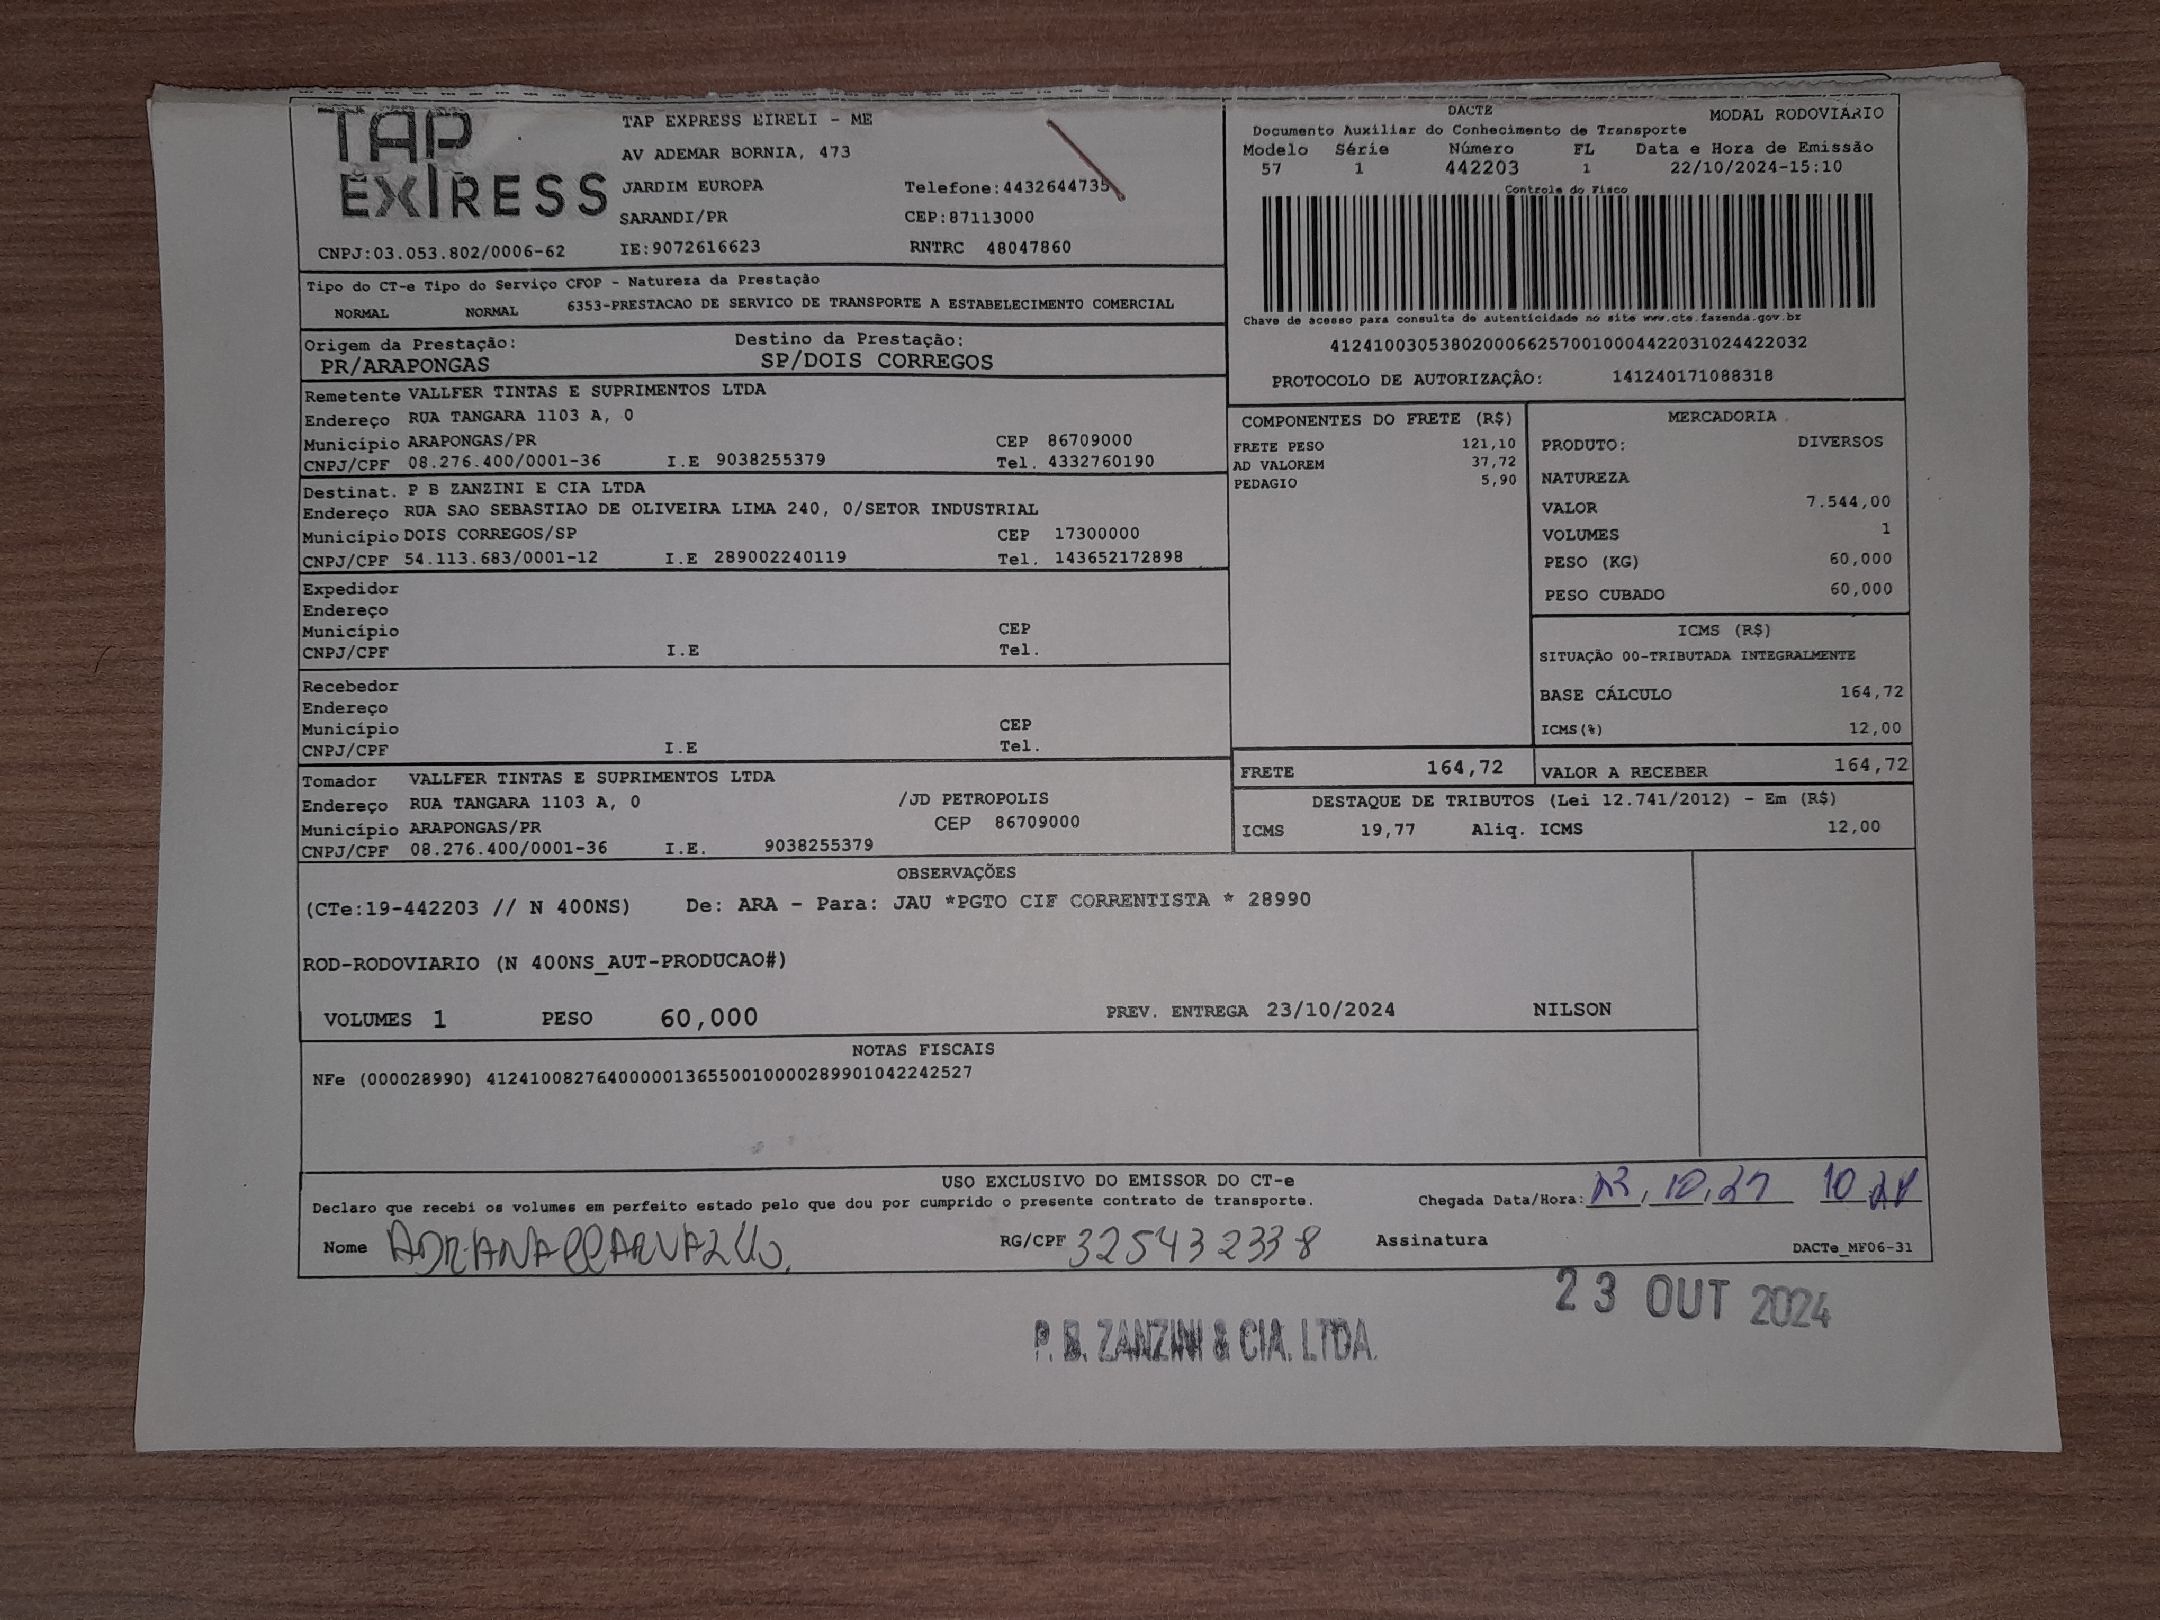 TAP
EXPRESS
TAP EXPRESS EIRELI - ME
AV ADEMAR BORNIA, 473
JARDIM EUROPA Telefone:4432644735
SARANDI/PR CEP:87113000
CNPJ:03.053.802/0006-62 IE:9072616623 RNTRC 48047860
DACTE MODAL RODOVIÁRIO
Documento Auxiliar do Conhecimento de Transporte
Modelo Série Número FL Data e Hora de Emissão
57 1 442203 1 22/10/2024-15:10
Controle do Fisco
Chave de acesso para consulta de autenticidade no site www.cte.fazenda.gov.br
41241003053802000662570010004422031024422032
PROTOCOLO DE AUTORIZAÇÃO: 141240171088318
Tipo do CT-e Tipo do Serviço CFOP - Natureza da Prestação
NORMAL NORMAL 6353-PRESTACAO DE SERVICO DE TRANSPORTE A ESTABELECIMENTO COMERCIAL
Origem da Prestação: Destino da Prestação:
PR/ARAPONGAS SP/DOIS CORREGOS
Remetente VALLFER TINTAS E SUPRIMENTOS LTDA
Endereço RUA TANGARA 1103 A, 0
Município ARAPONGAS/PR CEP 86709000
CNPJ/CPF 08.276.400/0001-36 I.E 9038255379 Tel. 4332760190
Destinat. P B ZANZINI E CIA LTDA
Endereço RUA SAO SEBASTIAO DE OLIVEIRA LIMA 240, 0/SETOR INDUSTRIAL
Município DOIS CORREGOS/SP CEP 17300000
CNPJ/CPF 54.113.683/0001-12 I.E 289002240119 Tel. 143652172898
Expedidor
Endereço
Município CEP
CNPJ/CPF I.E Tel.
Recebedor
Endereço
Município CEP
CNPJ/CPF I.E Tel.
Tomador VALLFER TINTAS E SUPRIMENTOS LTDA
Endereço RUA TANGARA 1103 A, 0 /JD PETROPOLIS
Município ARAPONGAS/PR CEP 86709000
CNPJ/CPF 08.276.400/0001-36 I.E. 9038255379
COMPONENTES DO FRETE (R$)
FRETE PESO 121,10
AD VALOREM 37,72
PEDAGIO 5,90
MERCADORIA
PRODUTO: DIVERSOS
NATUREZA
VALOR 7.544,00
VOLUMES 1
PESO (KG) 60,000
PESO CUBADO 60,000
ICMS (R$)
SITUAÇÃO 00-TRIBUTADA INTEGRALMENTE
BASE CÁLCULO 164,72
ICMS(%) 12,00
FRETE 164,72 VALOR A RECEBER 164,72
DESTAQUE DE TRIBUTOS (Lei 12.741/2012) - Em (R$)
ICMS 19,77 Aliq. ICMS 12,00
OBSERVAÇÕES
(CTe:19-442203 // N 400NS) De: ARA - Para: JAU *PGTO CIF CORRENTISTA * 28990
ROD-RODOVIARIO (N 400NS_AUT-PRODUCAO#)
VOLUMES 1 PESO 60,000 PREV. ENTREGA 23/10/2024 NILSON
NOTAS FISCAIS
NFe (000028990) 41241008276400000136550010000289901042242527
USO EXCLUSIVO DO EMISSOR DO CT-e
Declaro que recebi os volumes em perfeito estado pelo que dou por cumprido o presente contrato de transporte. Chegada Data/Hora:
Nome RG/CPF 325432338 Assinatura DACTe_MF06-31
23 OUT 2024
P. B. ZANZINI & CIA. LTDA.